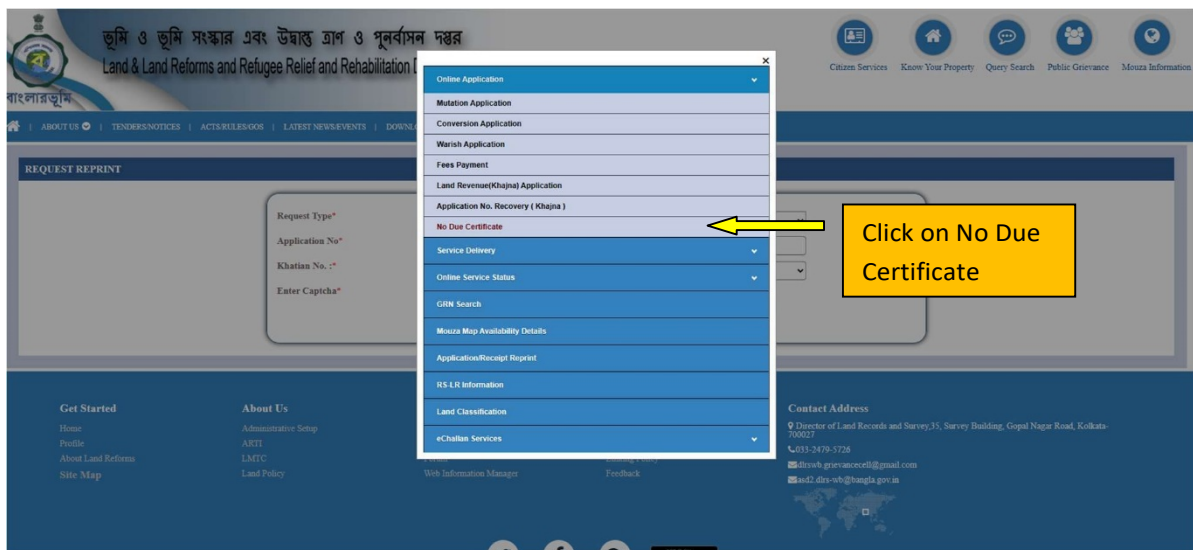 ভূমি ও ভূমি সংস্কার এবং উদ্বাস্তু ত্রাণ ও পুনর্বাসন দপ্তর
Land & Land Reforms and Refugee Relief and Rehabilitation
বাংলারভূমি
Citizen Services
Know Your Property
Query Search
Public Grievance
Mouza Information
ABOUT US | TENDERS/NOTICES | ACTS/RULES/GOS | LATEST NEWS/EVENTS |
REQUEST REPRINT
Request Type*
Application No*
Khatian No. :*
Enter Captcha*
×
Online Application
Mutation Application
Conversion Application
Warish Application
Fees Payment
Land Revenue(Khajna) Application
Application No. Recovery ( Khajna )
No Due Certificate
Service Delivery
Online Service Status
GRN Search
Mouza Map Availability Details
Application/Receipt Reprint
RS-LR Information
Land Classification
eChallan Services
Click on No Due
Certificate
Get Started
Home
Profile
About Land Reforms
Site Map
About Us
Administrative Setup
ARTI
LMTC
Land Policy
Web Information Manager
Feedback
Contact Address
Director of Land Records and Survey,35, Survey Building, Gopal Nagar Road, Kolkata-
700027
033-2479-5726
dlrswb.grievancecell@gmail.com
asd2.dlrs-wb@bangla.gov.in